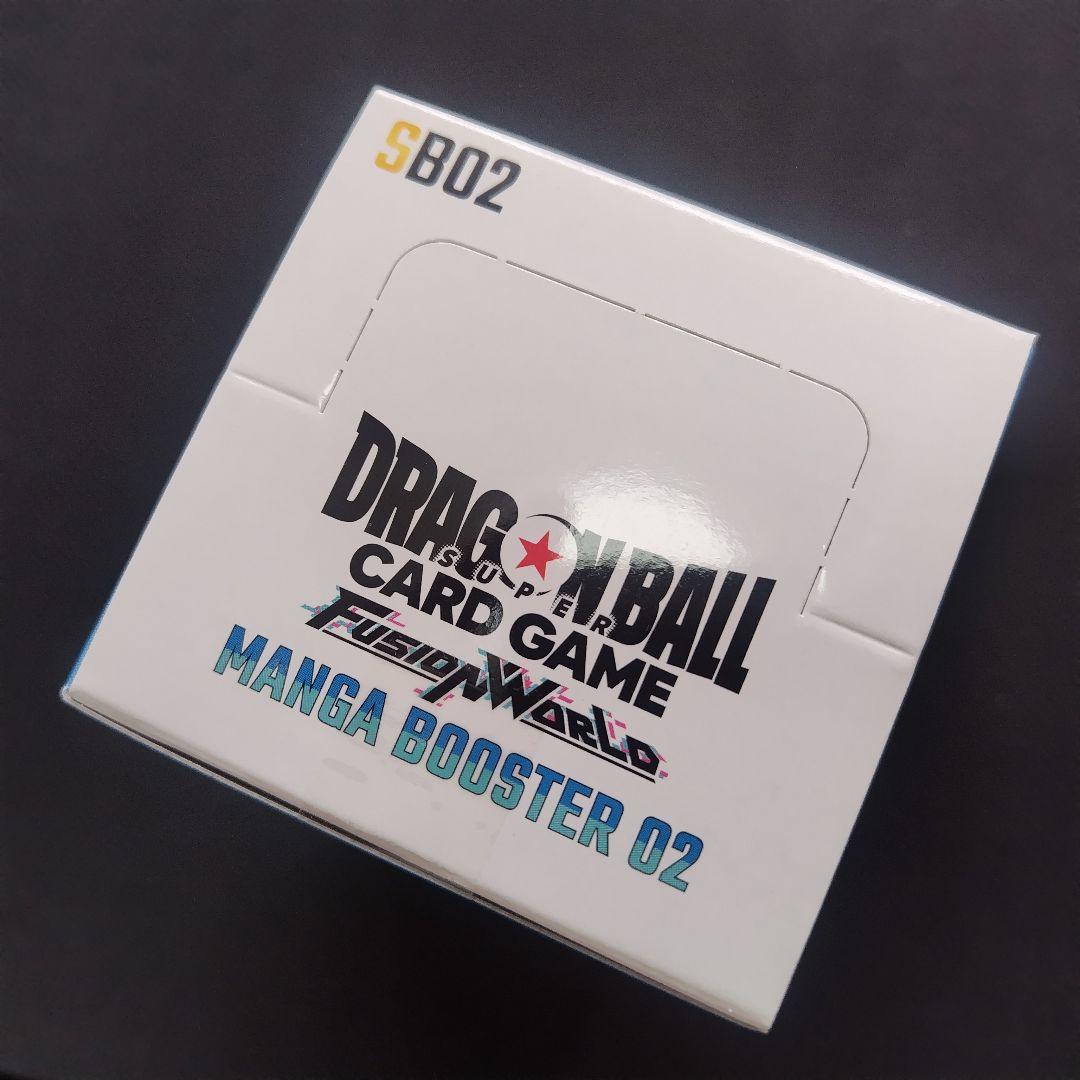 SB02
DRAGON BALL
SUPER
CARD GAME
FUSION WORLD
MANGA BOOSTER 02